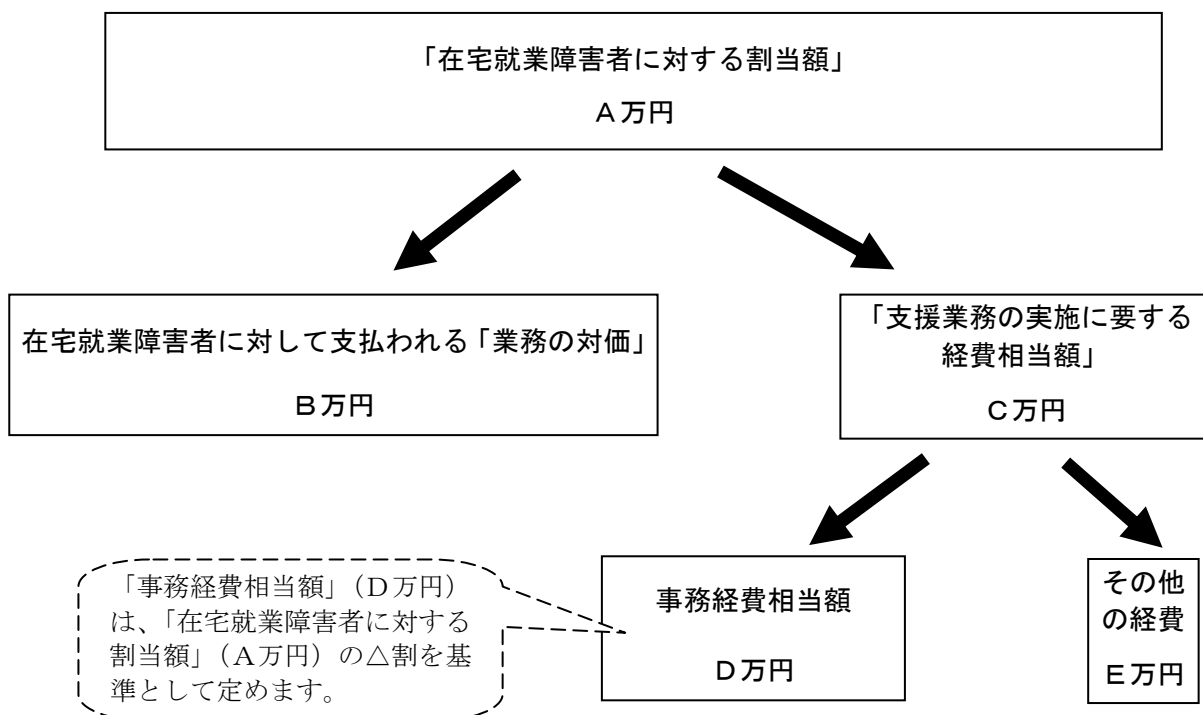 「在宅就業障害者に対する割当額」
A万円
在宅就業障害者に対して支払われる「業務の対価」
B万円
「支援業務の実施に要する
経費相当額」
C万円
「事務経費相当額」(D万円)
は、「在宅就業障害者に対する
割当額」(A万円)の△割を基
準として定めます。
事務経費相当額
D万円
その他
の経費
E万円